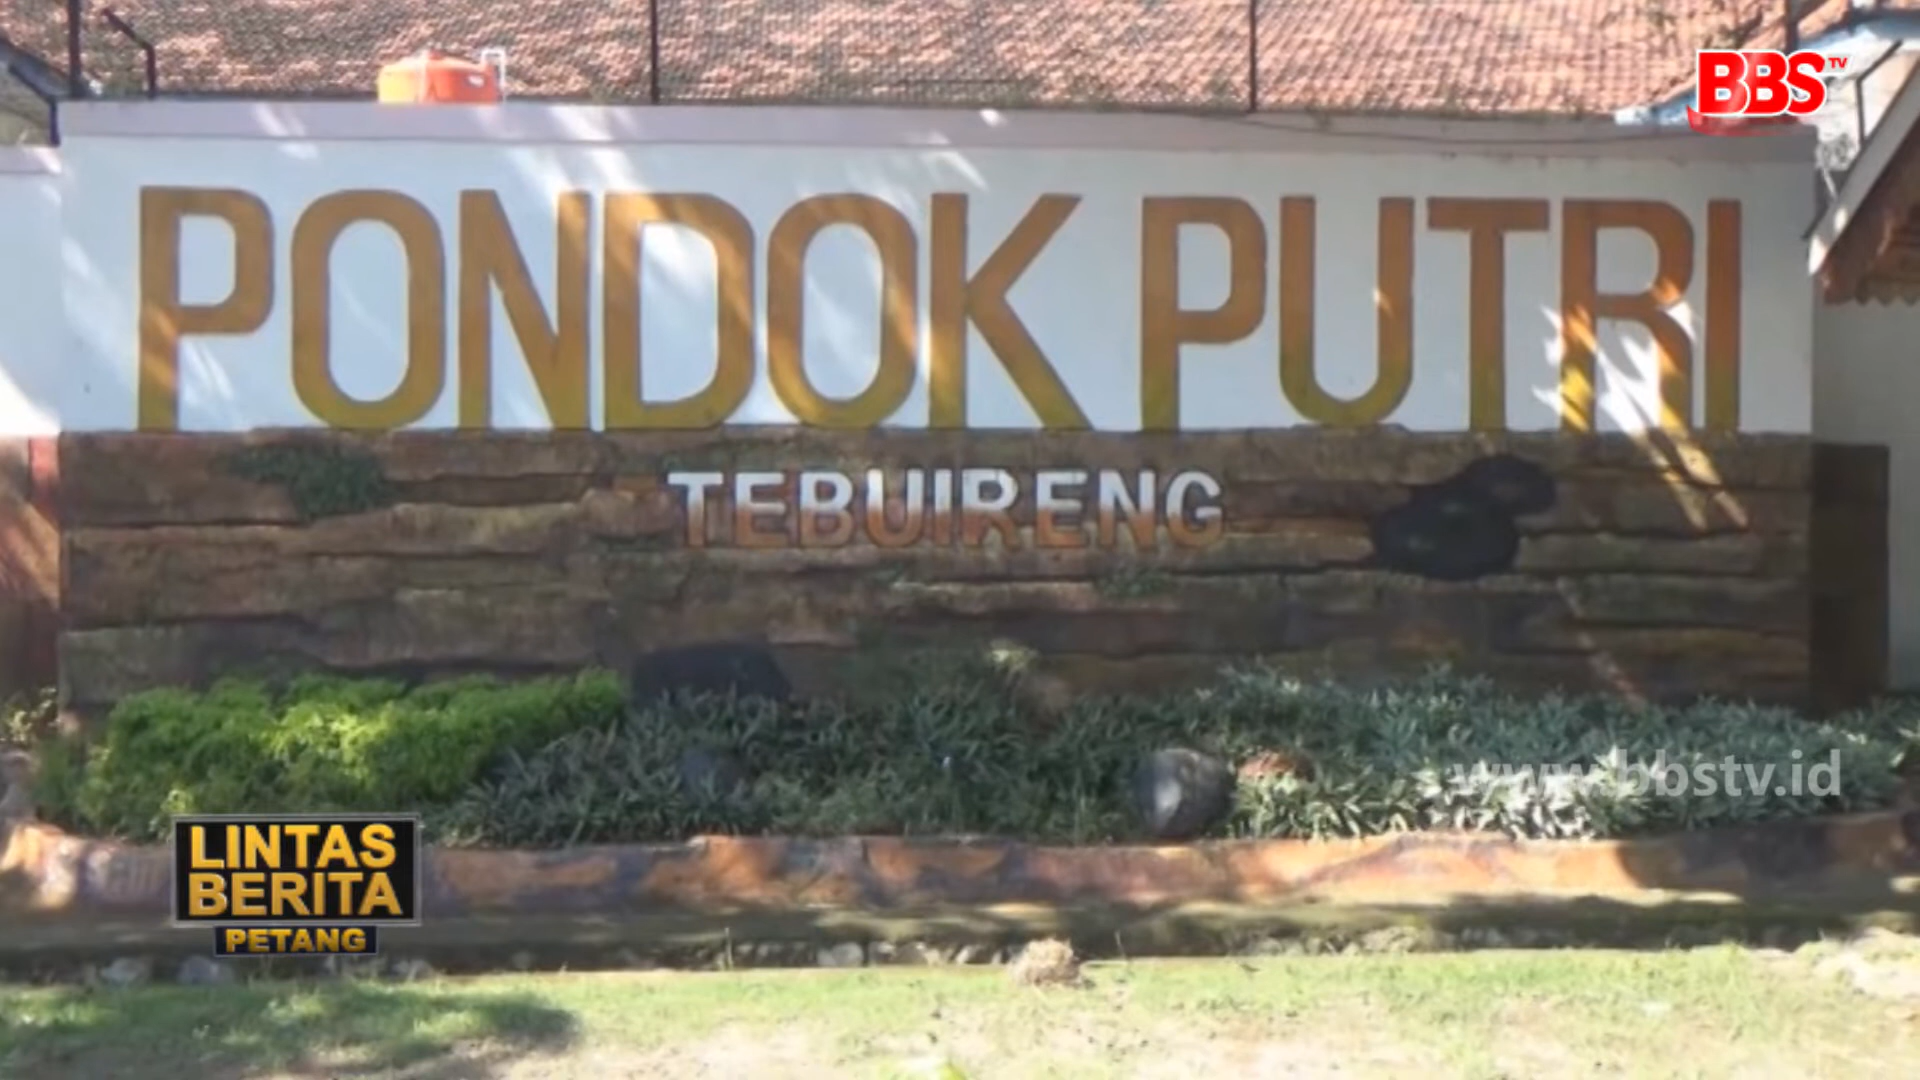 BBS TV
PONDOK PUTRI
TEBUIRENG
www.bbstv.id
LINTAS
BERITA
PETANG